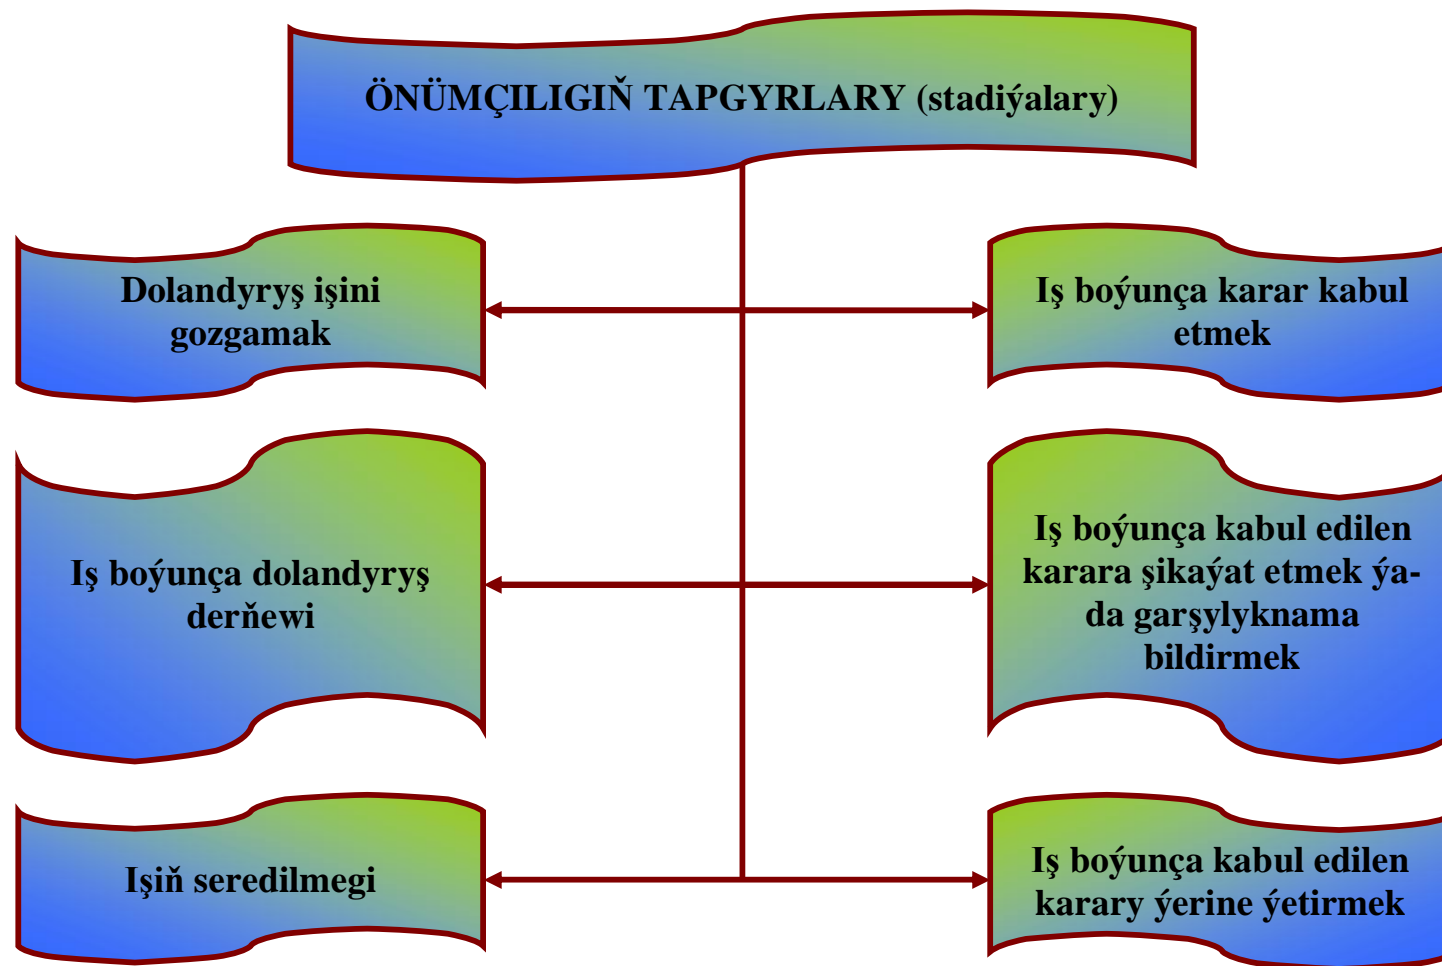 ÖNÜMÇILIGIŇ TAPGYRLARY (stadiýalary)
Dolandyryş işini
gozgamak
Iş boýunça dolandyryş
derňewi
Işiň seredilmegi
Iş boýunça karar kabul
etmek
Iş boýunça kabul edilen
karara şikaýat etmek ýa-
da garşylyknama
bildirmek
Iş boýunça kabul edilen
karary ýerine ýetirmek